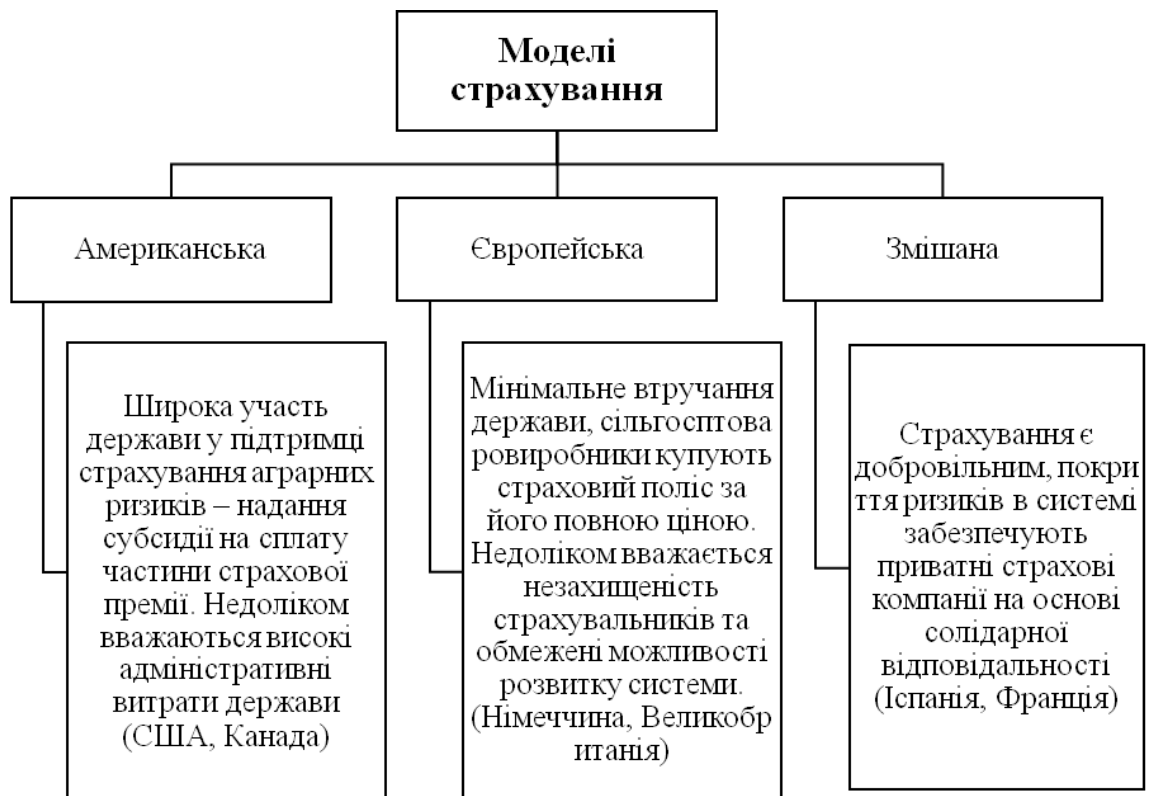 Моделі
страхування
Американська
Європейська
Змішана
Широка участь
держави у підтримці
страхування аграрних
ризиків – надання
субсидії на сплату
частини страхової
премії. Недоліком
вважаються високі
адміністративні
витрати держави
(США, Канада)
Мінімальне втручання
держави, сільгосптова
ровиробники купують
страховий поліс за
його повною ціною.
Недоліком вважається
незахищеність
страхувальників та
обмежені можливості
розвитку системи.
(Німеччина, Великобр
итанія)
Страхування є
добровільним, покри
ття ризиків в системі
забезпечують
приватні страхові
компанії на основі
солідарної
відповідальності
(Іспанія, Франція)